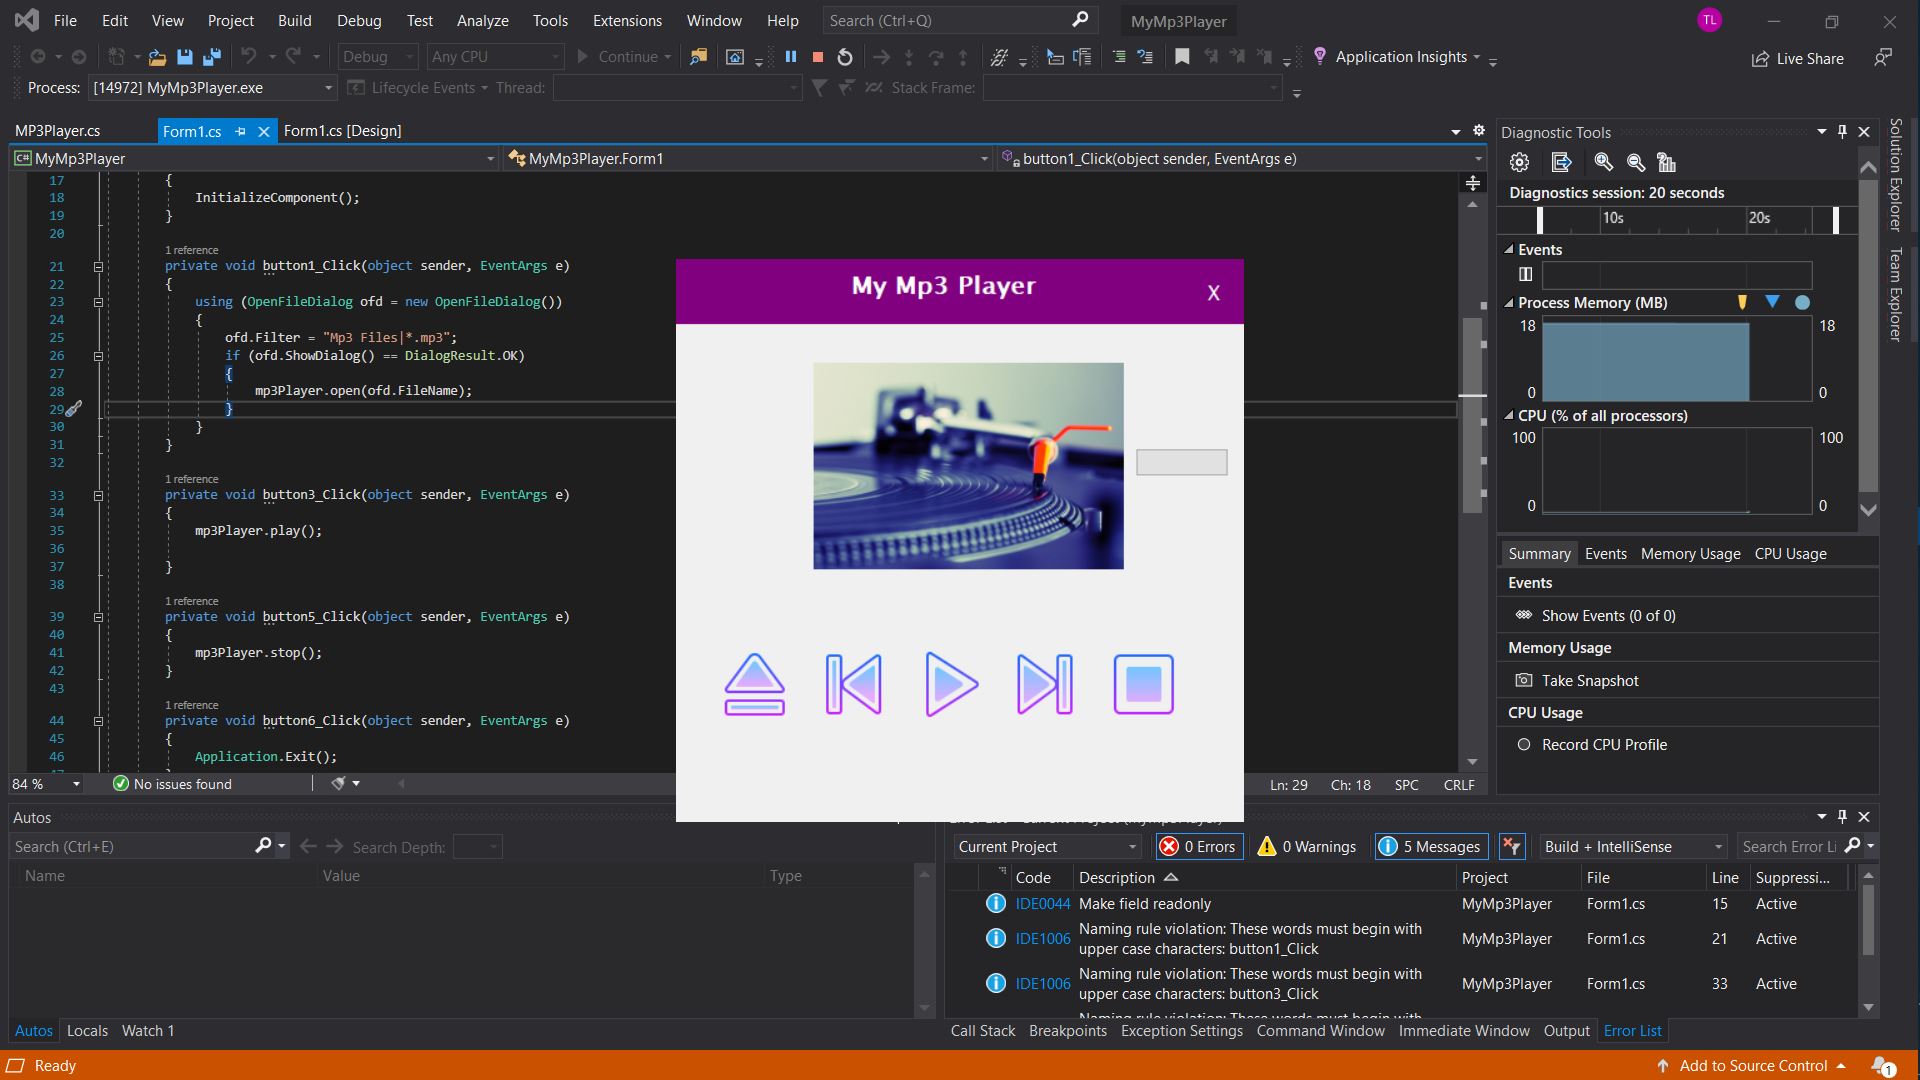 File Edit View Project Build Debug Test Analyze Tools Extensions Window Help Search (Ctrl+Q) MyMp3Player TL
Debug Any CPU Continue Application Insights Live Share
Process: [14972] MyMp3Player.exe Lifecycle Events Thread: Stack Frame:
MP3Player.cs Form1.cs Form1.cs [Design]
C# MyMp3Player MyMp3Player.Form1 button1_Click(object sender, EventArgs e)
17 {
18 InitializeComponent();
19 }
20
1 reference
21 private void button1_Click(object sender, EventArgs e)
22 {
23 using (OpenFileDialog ofd = new OpenFileDialog())
24 {
25 ofd.Filter = "Mp3 Files|*.mp3";
26 if (ofd.ShowDialog() == DialogResult.OK)
27 {
28 mp3Player.open(ofd.FileName);
29 }
30 }
31 }
32
1 reference
33 private void button3_Click(object sender, EventArgs e)
34 {
35 mp3Player.play();
36
37 }
38
1 reference
39 private void button5_Click(object sender, EventArgs e)
40 {
41 mp3Player.stop();
42 }
43
1 reference
44 private void button6_Click(object sender, EventArgs e)
45 {
46 Application.Exit();
84 % No issues found Ln: 29 Ch: 18 SPC CRLF
My Mp3 Player X
Diagnostic Tools
Diagnostics session: 20 seconds
10s 20s
Events
Process Memory (MB)
18 18
0 0
CPU (% of all processors)
100 100
0 0
Summary Events Memory Usage CPU Usage
Events
Show Events (0 of 0)
Memory Usage
Take Snapshot
CPU Usage
Record CPU Profile
Solution Explorer
Team Explorer
Autos
Search (Ctrl+E) Search Depth:
Name Value Type
Autos Locals Watch 1
Current Project 0 Errors 0 Warnings 5 Messages Build + IntelliSense Search Error Li
Code Description Project File Line Suppressi...
IDE0044 Make field readonly MyMp3Player Form1.cs 15 Active
IDE1006 Naming rule violation: These words must begin with upper case characters: button1_Click MyMp3Player Form1.cs 21 Active
IDE1006 Naming rule violation: These words must begin with upper case characters: button3_Click MyMp3Player Form1.cs 33 Active
Call Stack Breakpoints Exception Settings Command Window Immediate Window Output Error List
Ready Add to Source Control 1